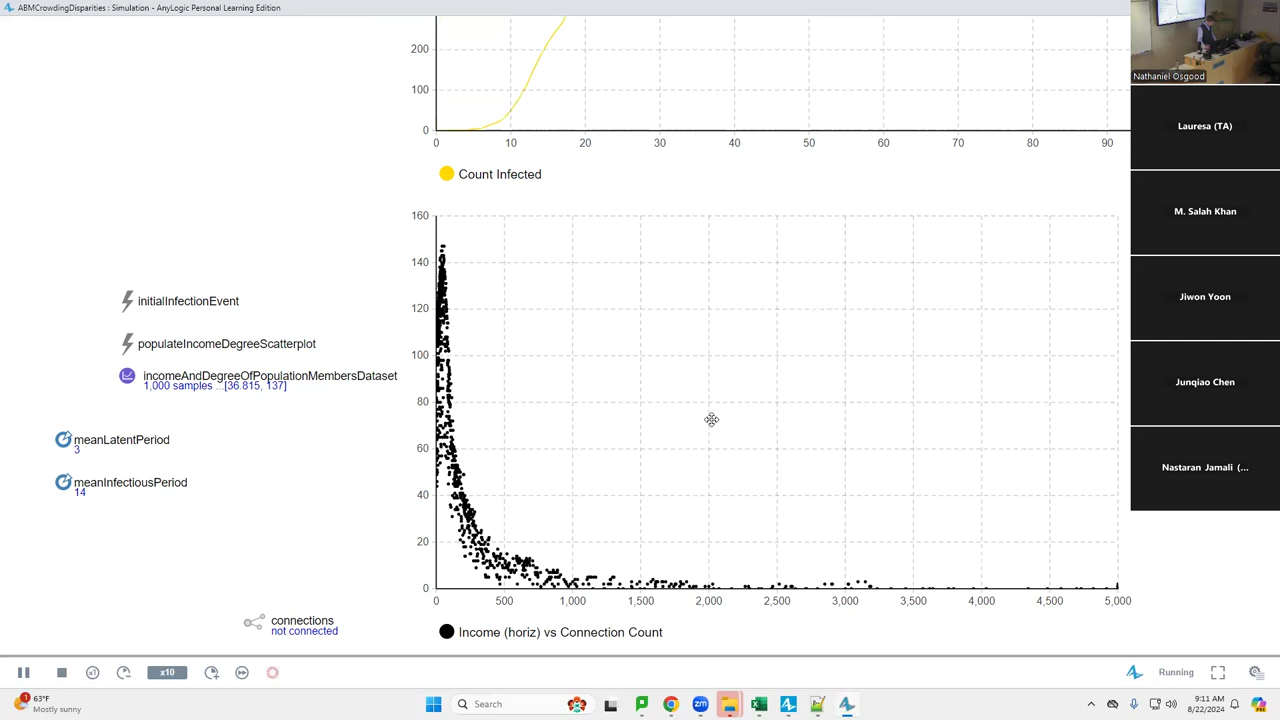 ABMCrowdingDisparities : Simulation - AnyLogic Personal Learning Edition
200
100
0
0 10 20 30 40 50 60 70 80 90
Count Infected
160
140
120
100
80
60
40
20
0
0 500 1,000 1,500 2,000 2,500 3,000 3,500 4,000 4,500 5,000
Income (horiz) vs Connection Count
initialInfectionEvent
populateIncomeDegreeScatterplot
incomeAndDegreeOfPopulationMembersDataset
1,000 samples ...[36.815, 137]
meanLatentPeriod
3
meanInfectiousPeriod
14
connections
not connected
Nathaniel Osgood
Lauresa (TA)
M. Salah Khan
Jiwon Yoon
Junqiao Chen
Nastaran Jamali (...
x1
x10
Running
1
63°F
Mostly sunny
Search
zm
9:11 AM
8/22/2024